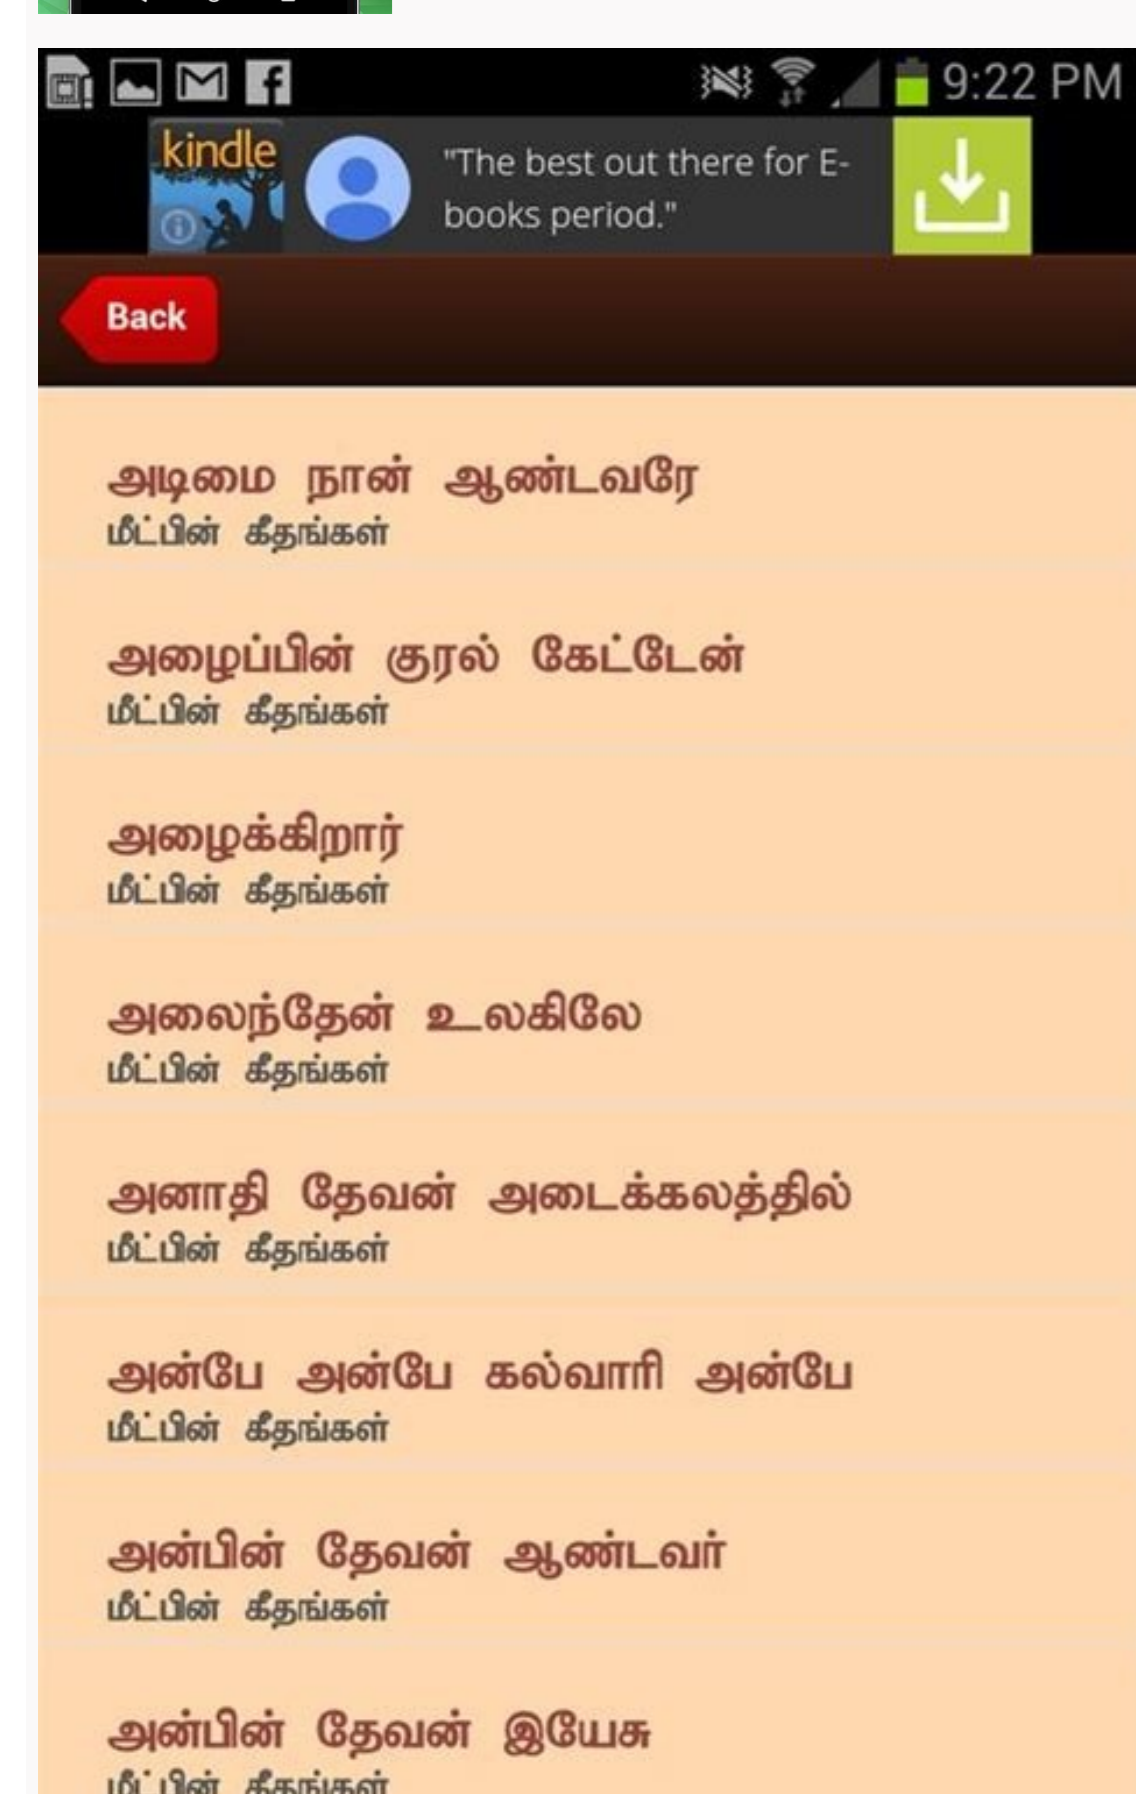 9:22 PM
kindle
"The best out there for E-
books period."
Back
அடிமை நான் ஆண்டவரே
மீட்பின் கீதங்கள்
அழைப்பின் குரல் கேட்டேன்
மீட்பின் கீதங்கள்
அழைக்கிறார்
மீட்பின் கீதங்கள்
அலைந்தேன் உலகிலே
மீட்பின் கீதங்கள்
அனாதி தேவன் அடைக்கலத்தில்
மீட்பின் கீதங்கள்
அன்பே அன்பே கல்வாரி அன்பே
மீட்பின் கீதங்கள்
அன்பின் தேவன் ஆண்டவர்
மீட்பின் கீதங்கள்
அன்பின் தேவன் இயேசு
மீட்பின் கீதங்கள்